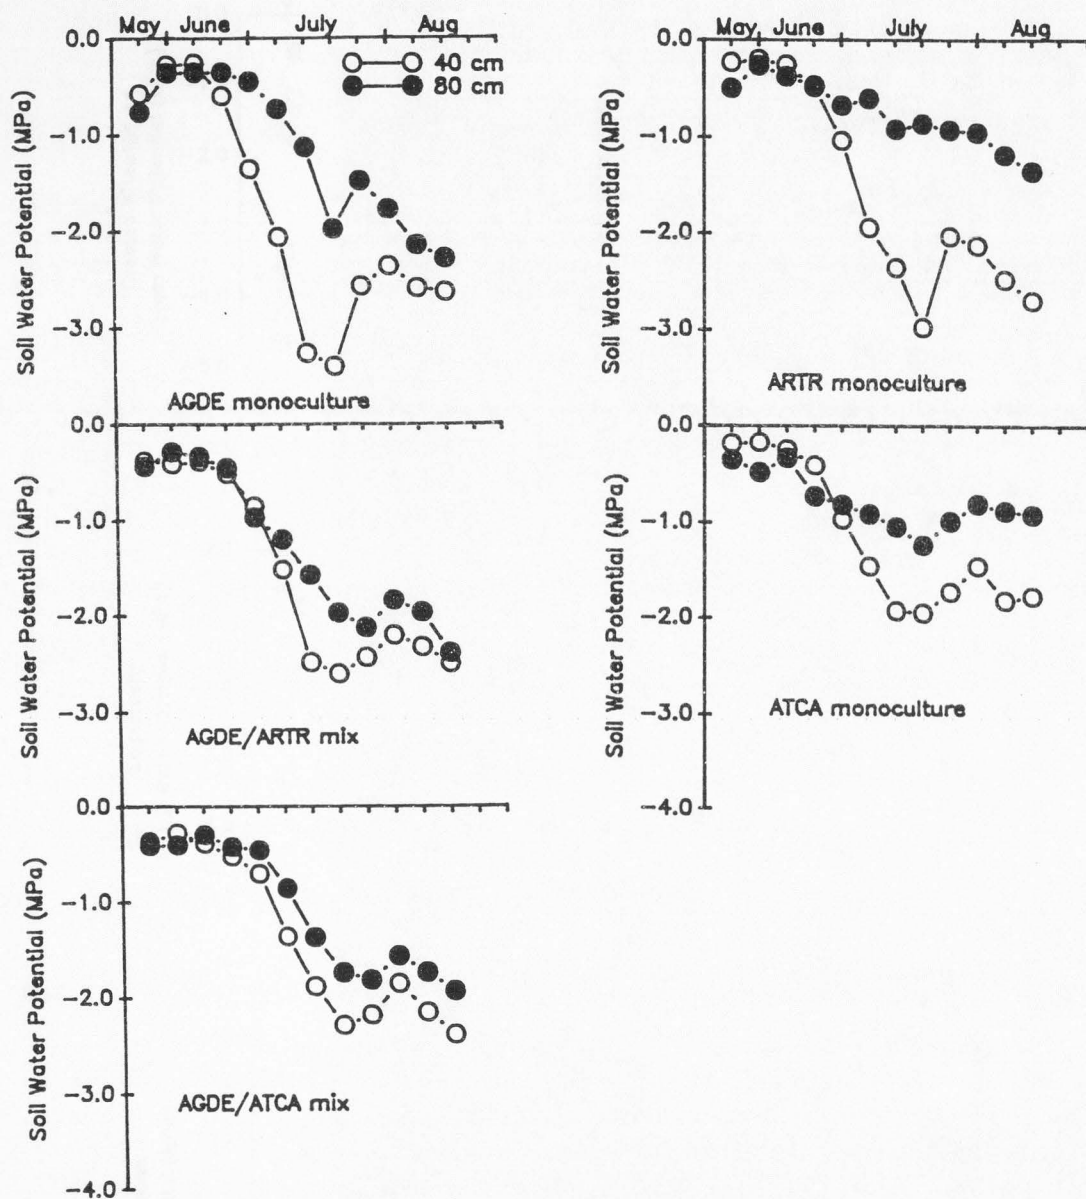 May June July Aug
0.0
-1.0
-2.0
-3.0
Soil Water Potential (MPa)
40 cm
80 cm
AGDE monoculture
May June July Aug
0.0
-1.0
-2.0
-3.0
Soil Water Potential (MPa)
ARTR monoculture
0.0
-1.0
-2.0
-3.0
Soil Water Potential (MPa)
AGDE/ARTR mix
0.0
-1.0
-2.0
-3.0
-4.0
Soil Water Potential (MPa)
ATCA monoculture
0.0
-1.0
-2.0
-3.0
-4.0
Soil Water Potential (MPa)
AGDE/ATCA mix